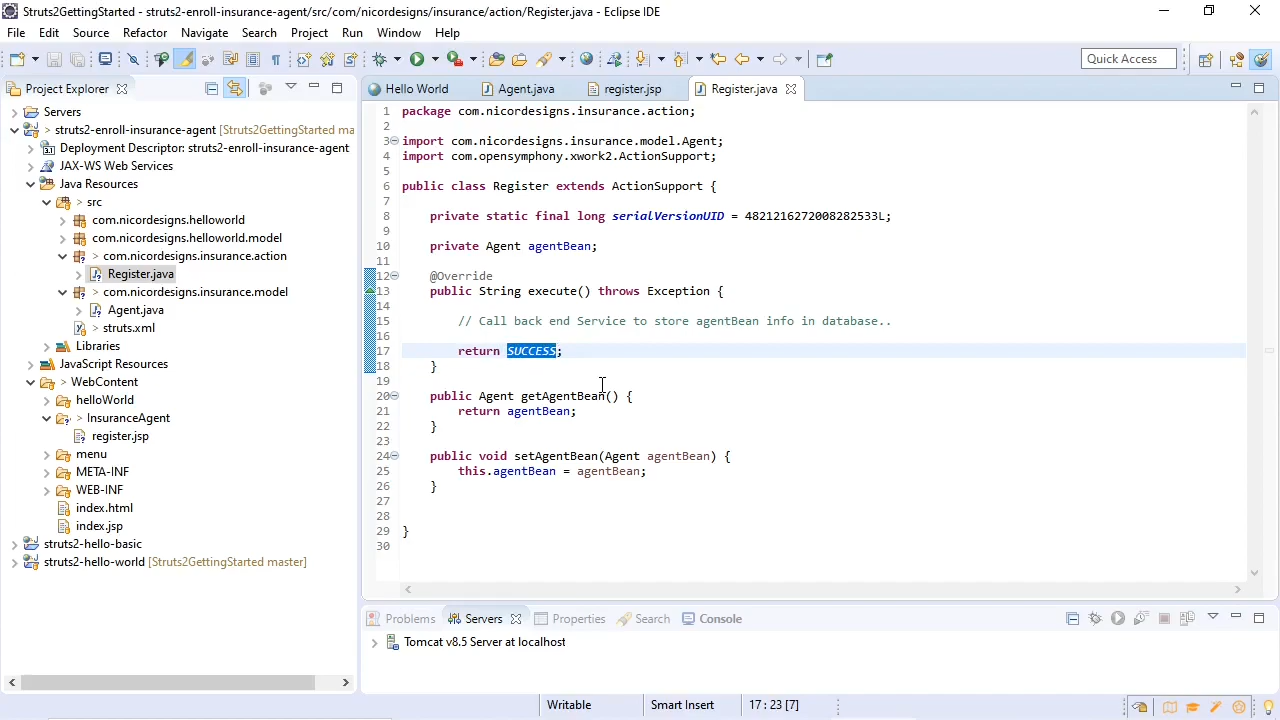 Struts2GettingStarted - struts2-enroll-insurance-agent/src/com/nicordesigns/insurance/action/Register.java - Eclipse IDE
File Edit Source Refactor Navigate Search Project Run Window Help
Quick Access
Project Explorer
Hello World Agent.java register.jsp Register.java
Servers
> struts2-enroll-insurance-agent [Struts2GettingStarted ma
Deployment Descriptor: struts2-enroll-insurance-agent
JAX-WS Web Services
Java Resources
> src
com.nicordesigns.helloworld
com.nicordesigns.helloworld.model
> com.nicordesigns.insurance.action
Register.java
> com.nicordesigns.insurance.model
Agent.java
> struts.xml
Libraries
JavaScript Resources
> WebContent
helloWorld
> InsuranceAgent
register.jsp
menu
META-INF
WEB-INF
index.html
index.jsp
struts2-hello-basic
struts2-hello-world [Struts2GettingStarted master]
1 package com.nicordesigns.insurance.action;
2
3 import com.nicordesigns.insurance.model.Agent;
4 import com.opensymphony.xwork2.ActionSupport;
5
6 public class Register extends ActionSupport {
7
8 private static final long serialVersionUID = 4821216272008282533L;
9
10 private Agent agentBean;
11
12 @Override
13 public String execute() throws Exception {
14
15 // Call back end Service to store agentBean info in database..
16
17 return SUCCESS;
18 }
19
20 public Agent getAgentBean() {
21 return agentBean;
22 }
23
24 public void setAgentBean(Agent agentBean) {
25 this.agentBean = agentBean;
26 }
27
28
29 }
30
Problems Servers Properties Search Console
Tomcat v8.5 Server at localhost
Writable Smart Insert 17 : 23 [7]